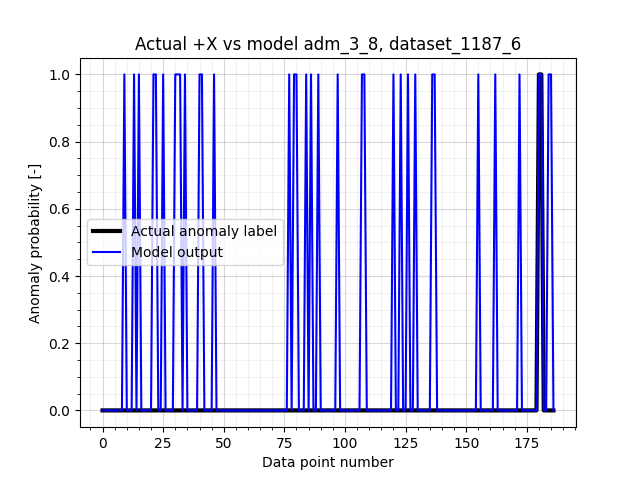 Actual +X vs model adm_3_8, dataset_1187_6
1.0
0.8
0.6
0.4
0.2
0.0
Anomaly probability [-]
Actual anomaly label
Model output
0 25 50 75 100 125 150 175
Data point number